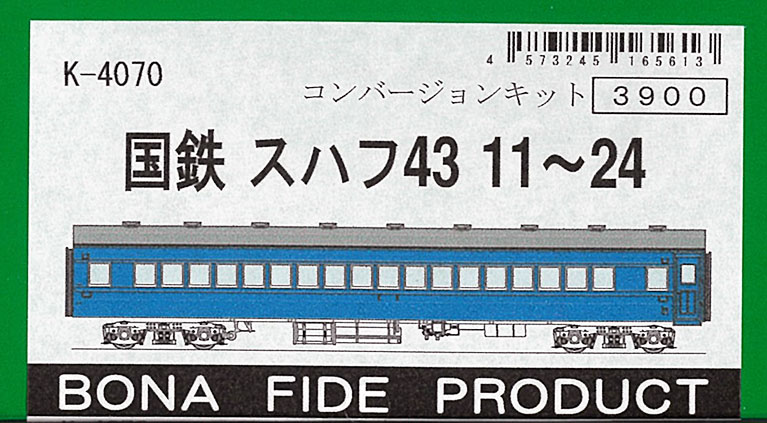 K-4070
4 573245 165613
コンバージョンキット 3900
国鉄 スハフ43 11～24
BONA FIDE PRODUCT